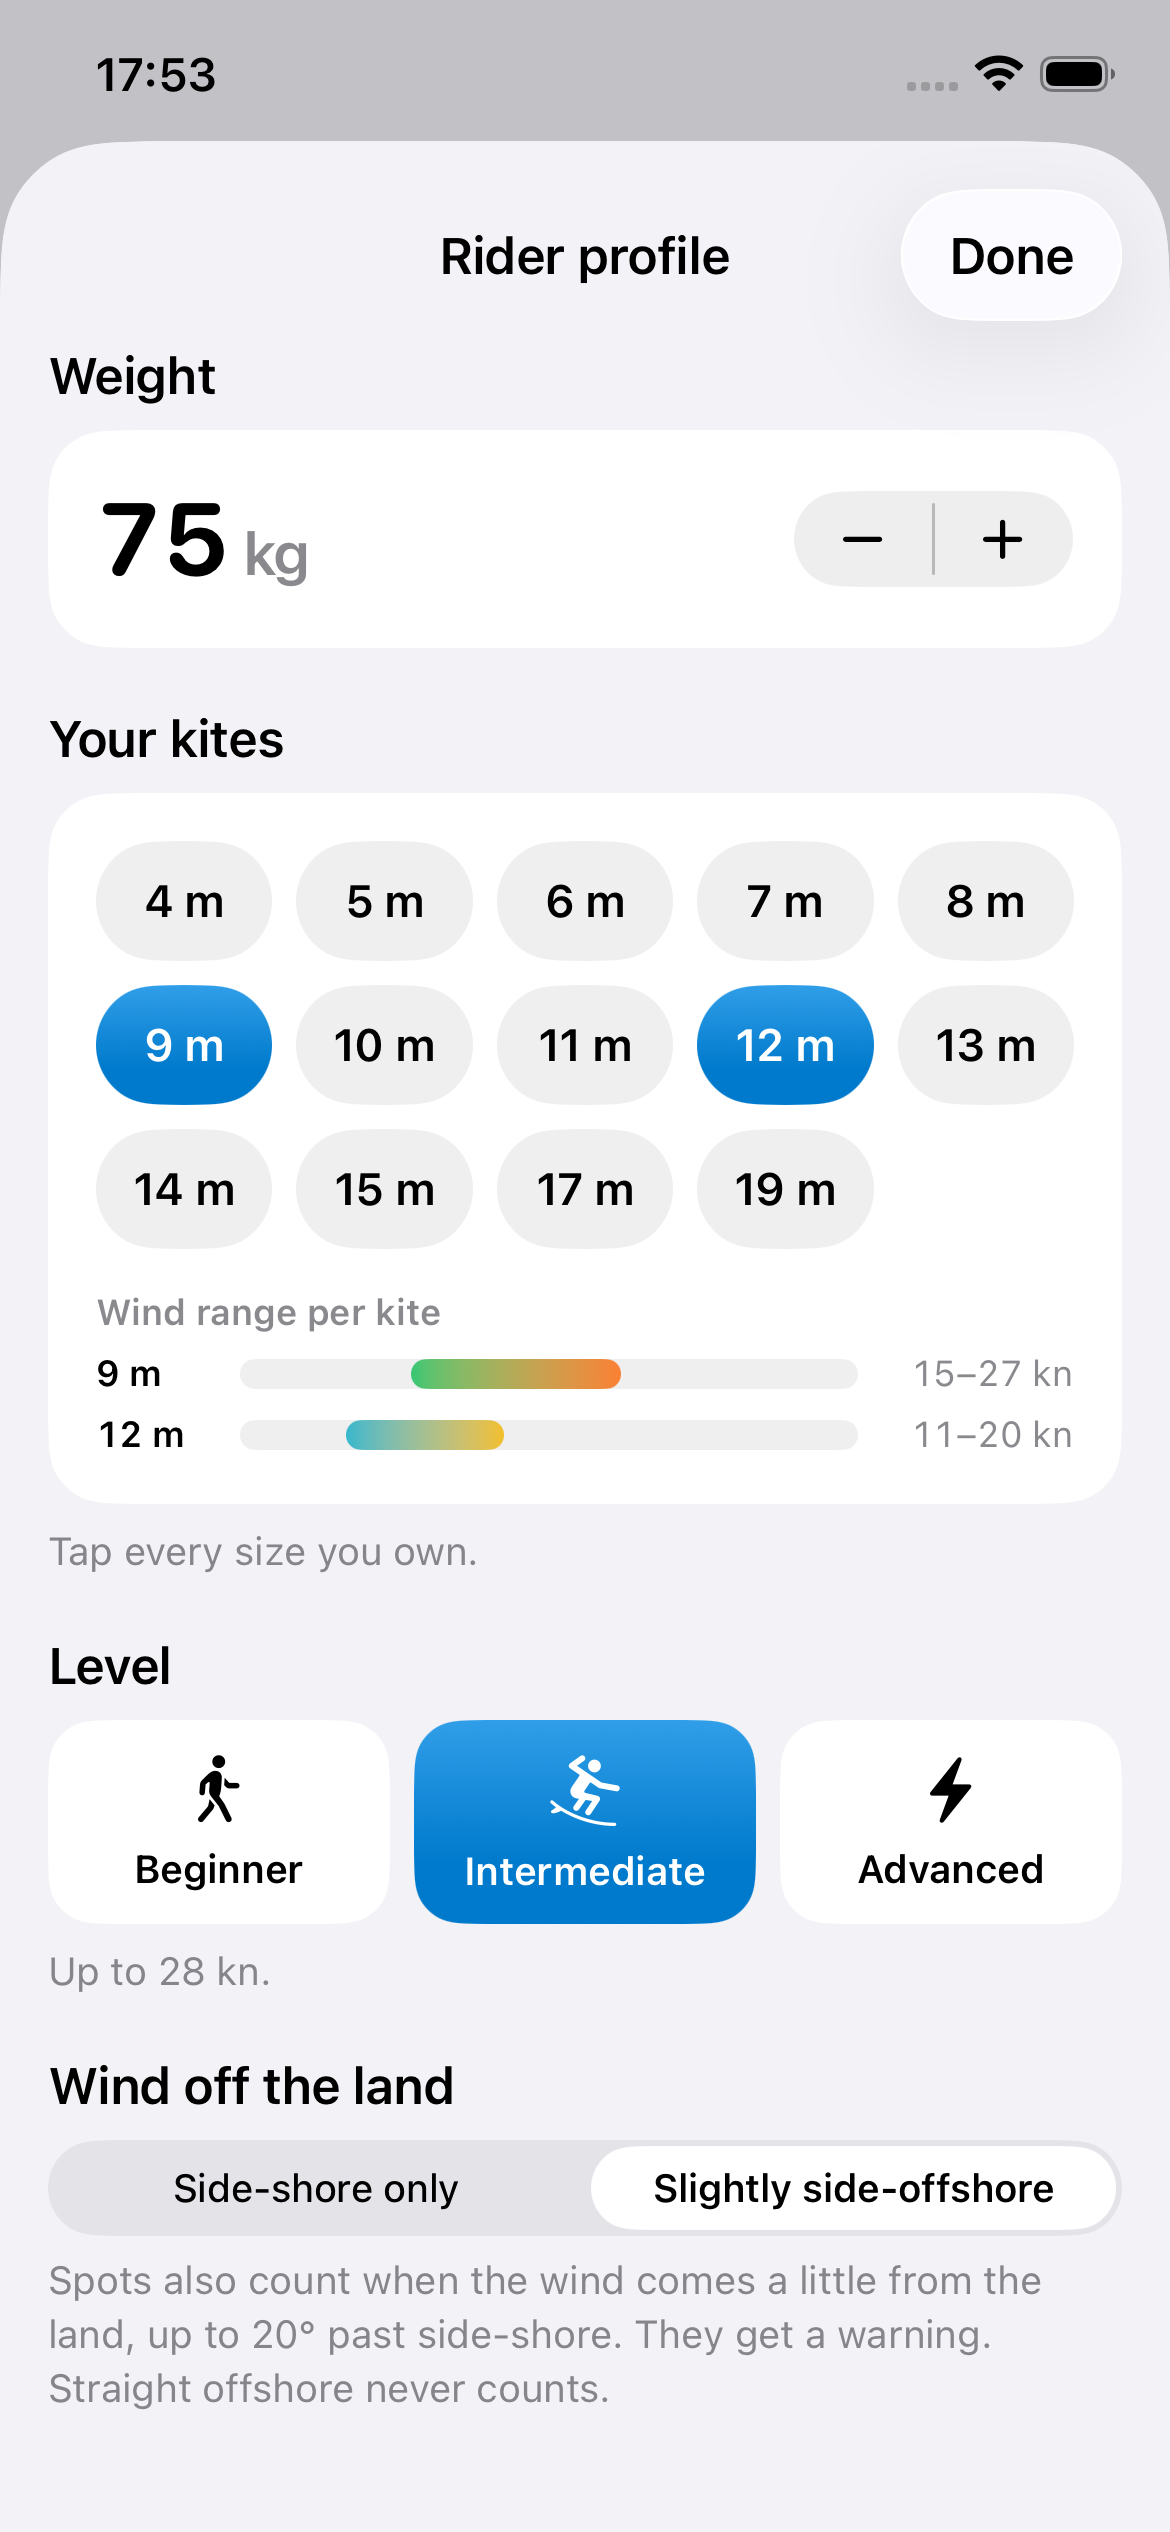 17:53
Rider profile
Done
Weight
75 kg
Your kites
4 m
5 m
6 m
7 m
8 m
9 m
10 m
11 m
12 m
13 m
14 m
15 m
17 m
19 m
Wind range per kite
9 m 15–27 kn
12 m 11–20 kn
Tap every size you own.
Level
Beginner
Intermediate
Advanced
Up to 28 kn.
Wind off the land
Side-shore only
Slightly side-offshore
Spots also count when the wind comes a little from the
land, up to 20° past side-shore. They get a warning.
Straight offshore never counts.